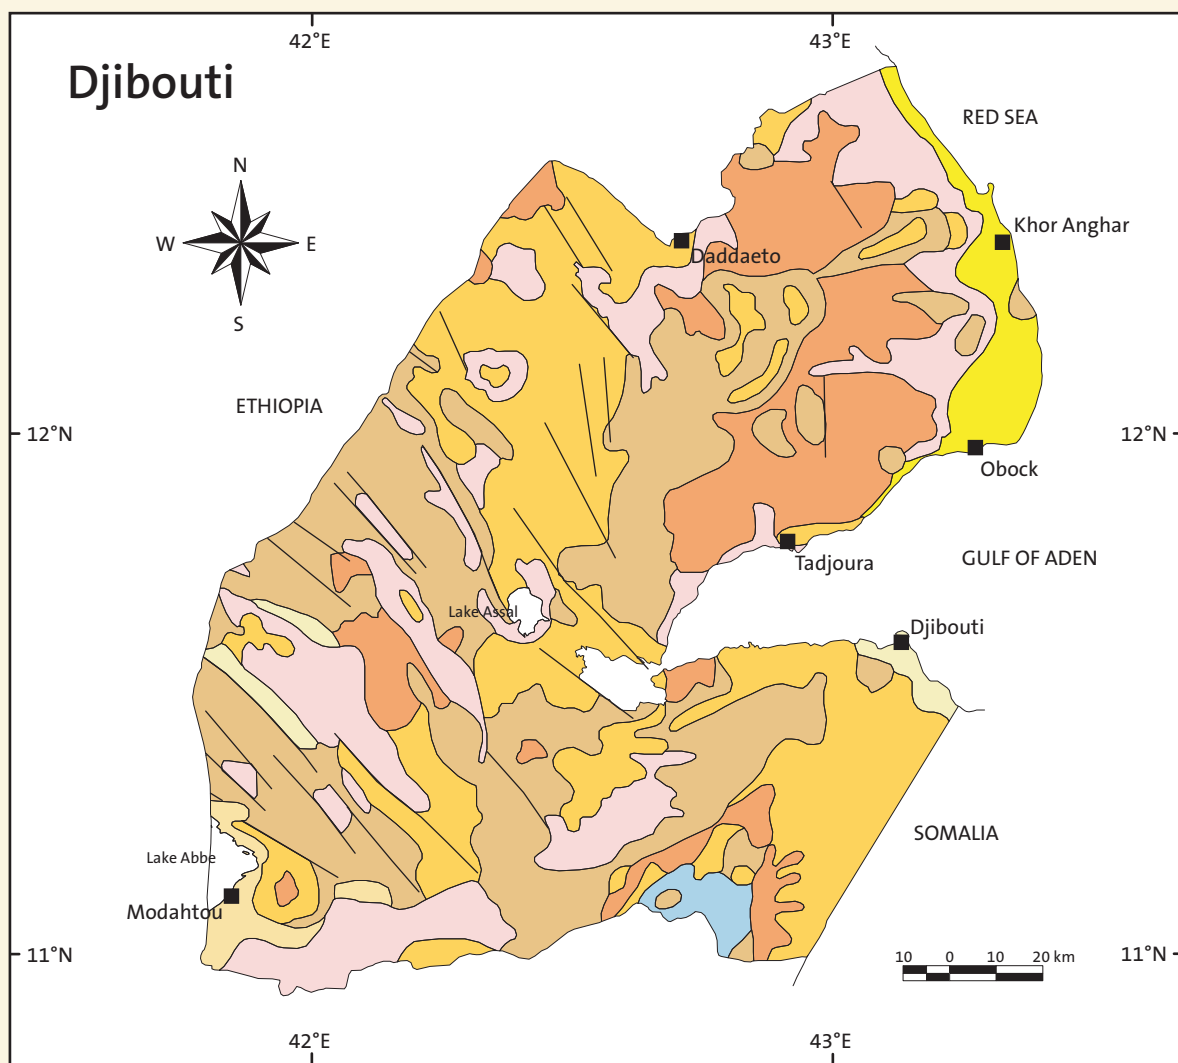 42°E
43°E
Djibouti
RED SEA
N
W
E
S
Khor Anghar
Daddaeto
ETHIOPIA
12°N
12°N
Obock
Tadjoura
GULF OF ADEN
Lake Assal
Djibouti
SOMALIA
Lake Abbe
Modahtou
11°N
10 0 10 20 km
11°N
42°E
43°E